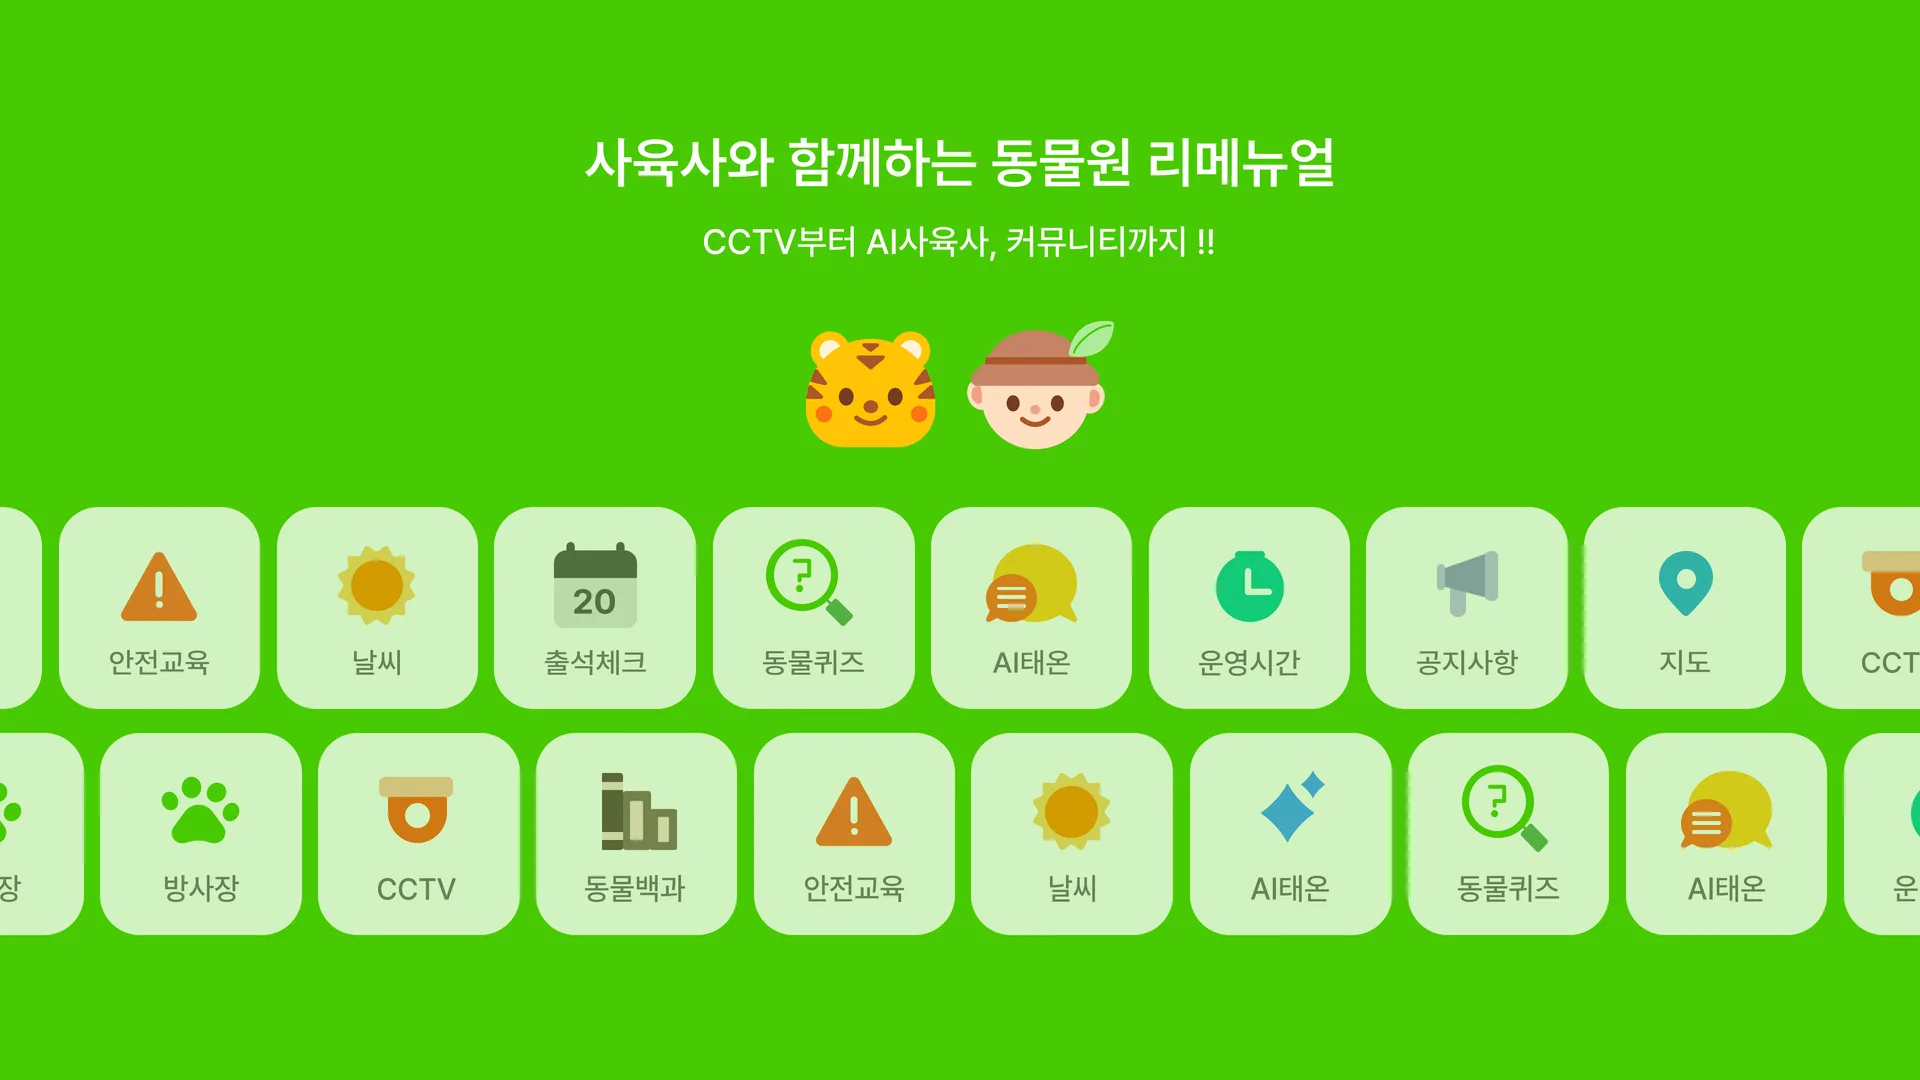 사육사와 함께하는 동물원 리메뉴얼
CCTV부터 AI사육사, 커뮤니티까지 !!
20
안전교육
날씨
출석체크
동물퀴즈
AI태온
운영시간
공지사항
지도
CCT
장
방사장
CCTV
동물백과
안전교육
날씨
AI태온
동물퀴즈
AI태온
운